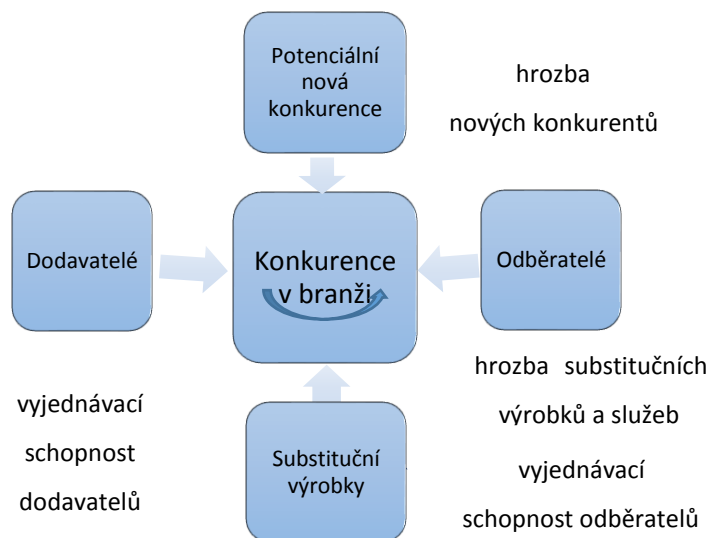 Potenciální
nová
konkurence
hrozba
nových konkurentů
Dodavatelé
Konkurence
v branži
Odběratelé
hrozba substitučních
výrobků a služeb
vyjednávací
schopnost
dodavatelů
Substituční
výrobky
vyjednávací
schopnost odběratelů